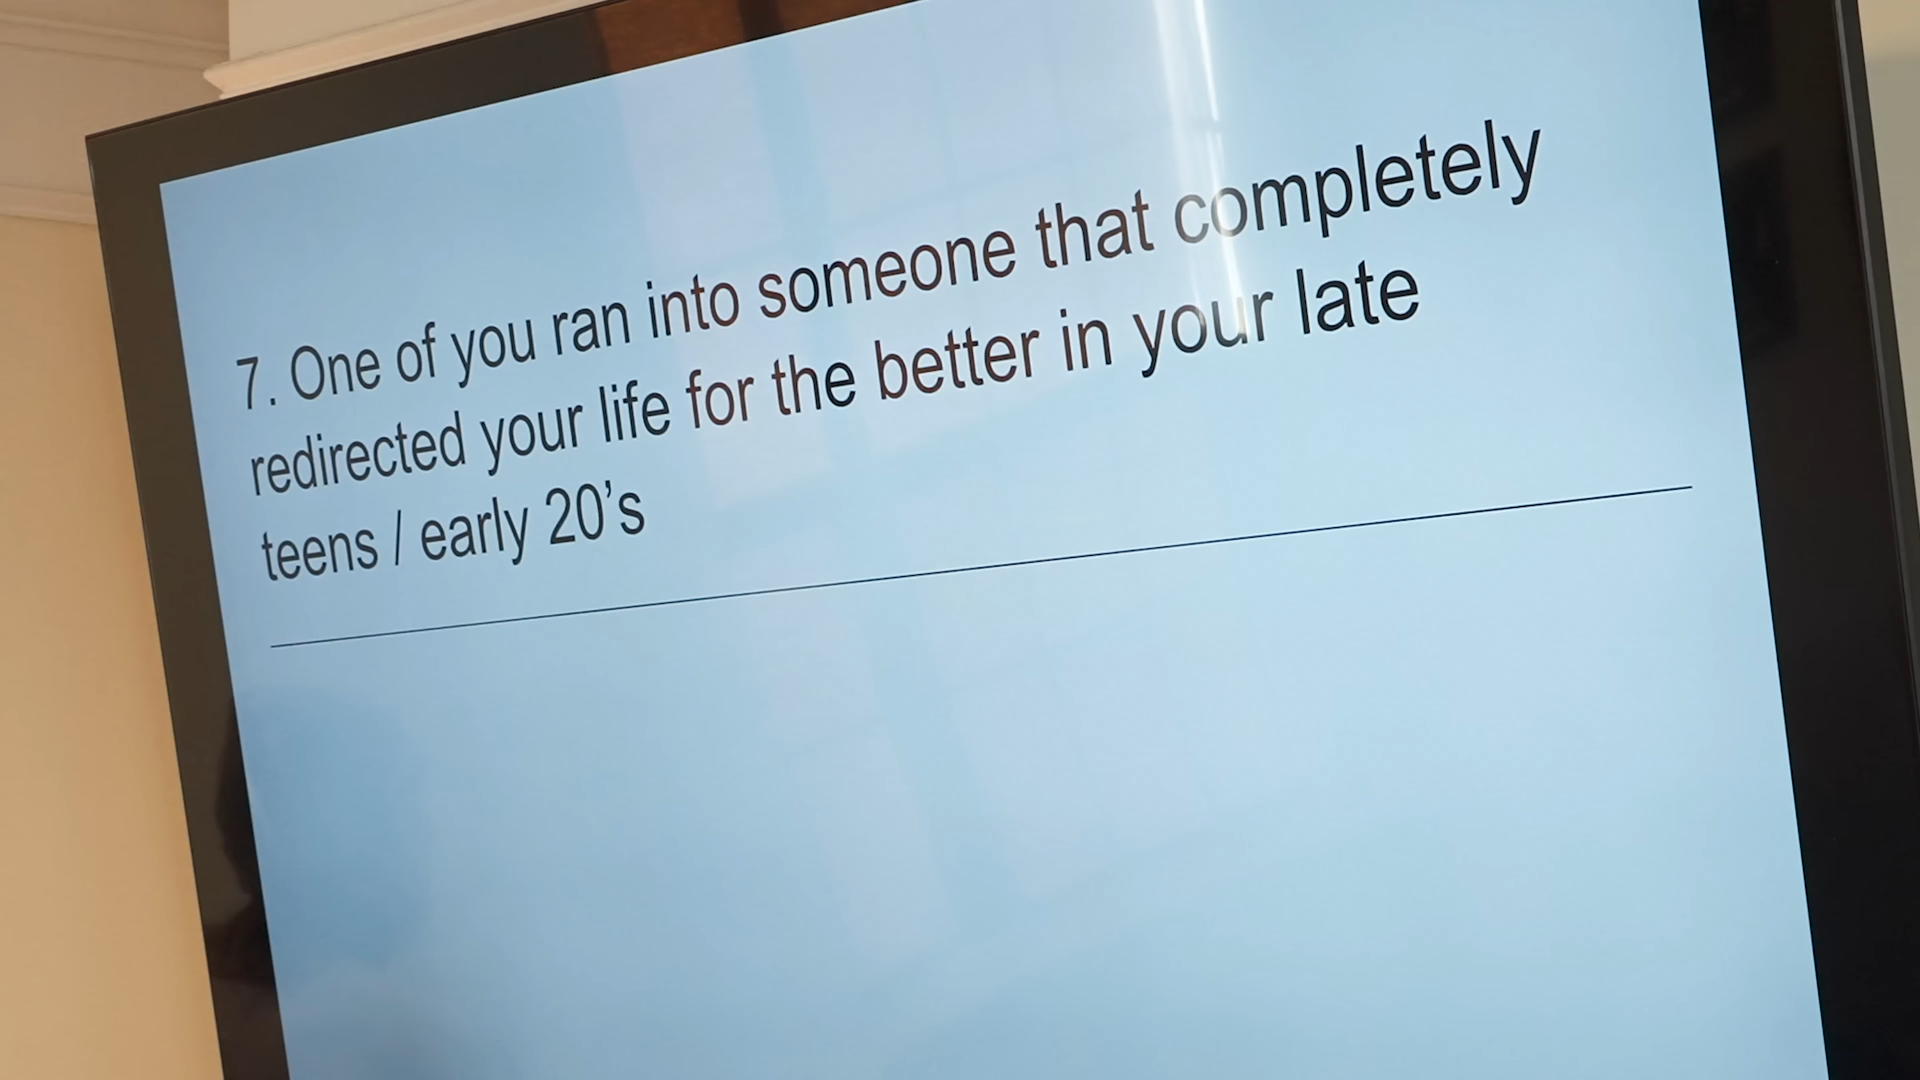 7. One of you ran into someone that completely
redirected your life for the better in your late
teens / early 20’s